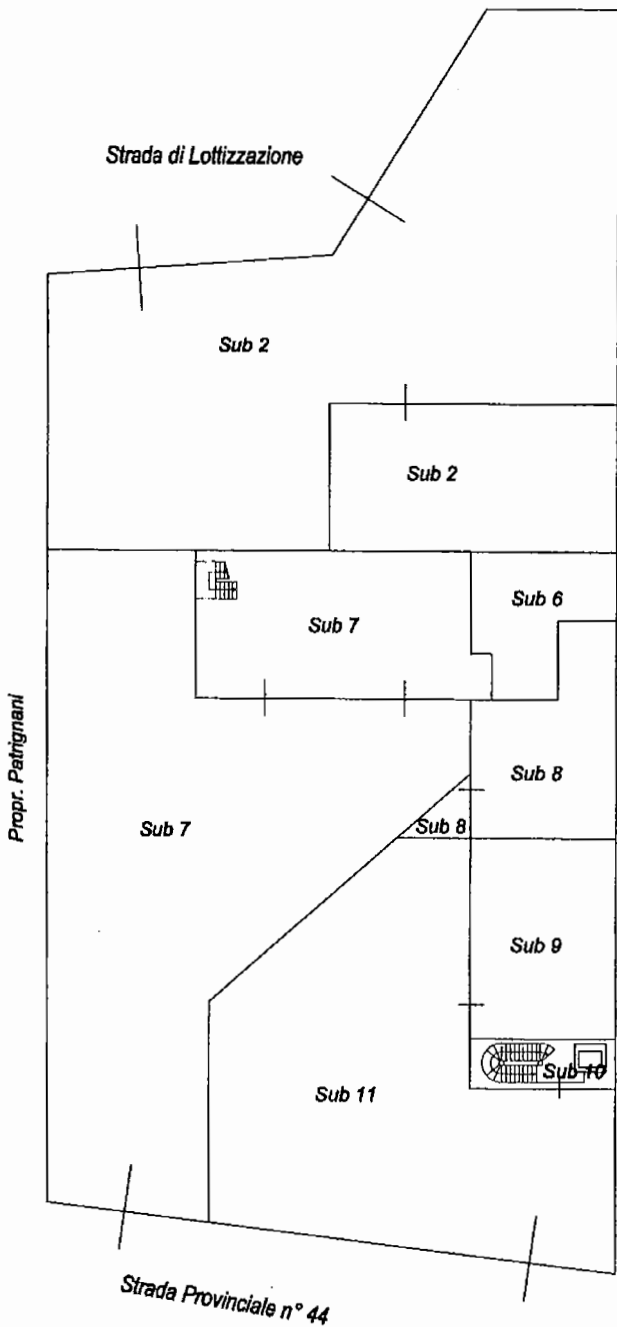 Strada di Lottizzazione
Sub 2
Sub 2
Sub 6
Sub 7
Propr. Patrignani
Sub 8
Sub 7
Sub 8
Sub 9
Sub 10
Sub 11
Strada Provinciale n° 44